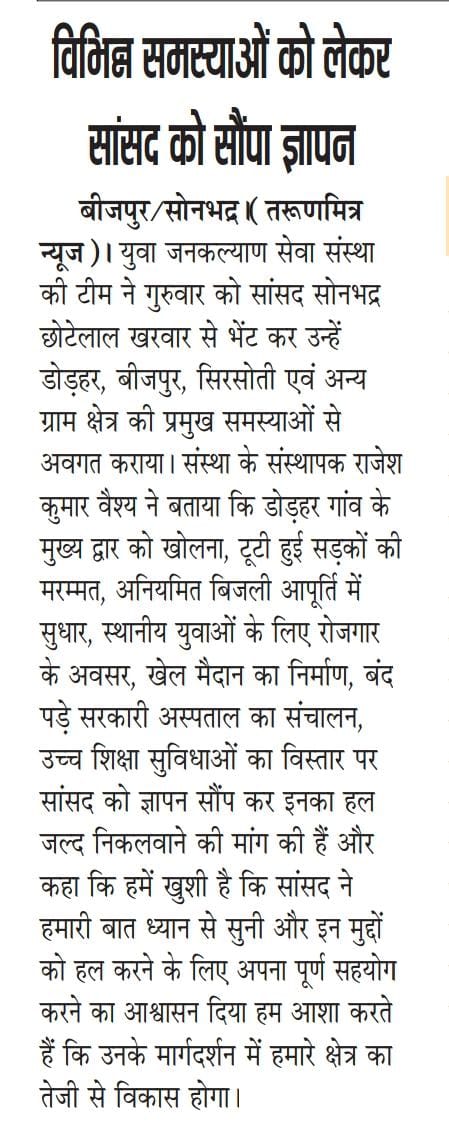 विभिन्न समस्याओं को लेकर
सांसद को सौंपा ज्ञापन
बीजपुर/सोनभद्र।( तरूणमित्र
न्यूज )। युवा जनकल्याण सेवा संस्था
की टीम ने गुरुवार को सांसद सोनभद्र
छोटेलाल खरवार से भेंट कर उन्हें
डोड़हर, बीजपुर, सिरसोती एवं अन्य
ग्राम क्षेत्र की प्रमुख समस्याओं से
अवगत कराया। संस्था के संस्थापक राजेश
कुमार वैश्य ने बताया कि डोड़हर गांव के
मुख्य द्वार को खोलना, टूटी हुई सड़कों की
मरम्मत, अनियमित बिजली आपूर्ति में
सुधार, स्थानीय युवाओं के लिए रोजगार
के अवसर, खेल मैदान का निर्माण, बंद
पड़े सरकारी अस्पताल का संचालन,
उच्च शिक्षा सुविधाओं का विस्तार पर
सांसद को ज्ञापन सौंप कर इनका हल
जल्द निकलवाने की मांग की हैं और
कहा कि हमें खुशी है कि सांसद ने
हमारी बात ध्यान से सुनी और इन मुद्दों
को हल करने के लिए अपना पूर्ण सहयोग
करने का आश्वासन दिया हम आशा करते
हैं कि उनके मार्गदर्शन में हमारे क्षेत्र का
तेजी से विकास होगा।